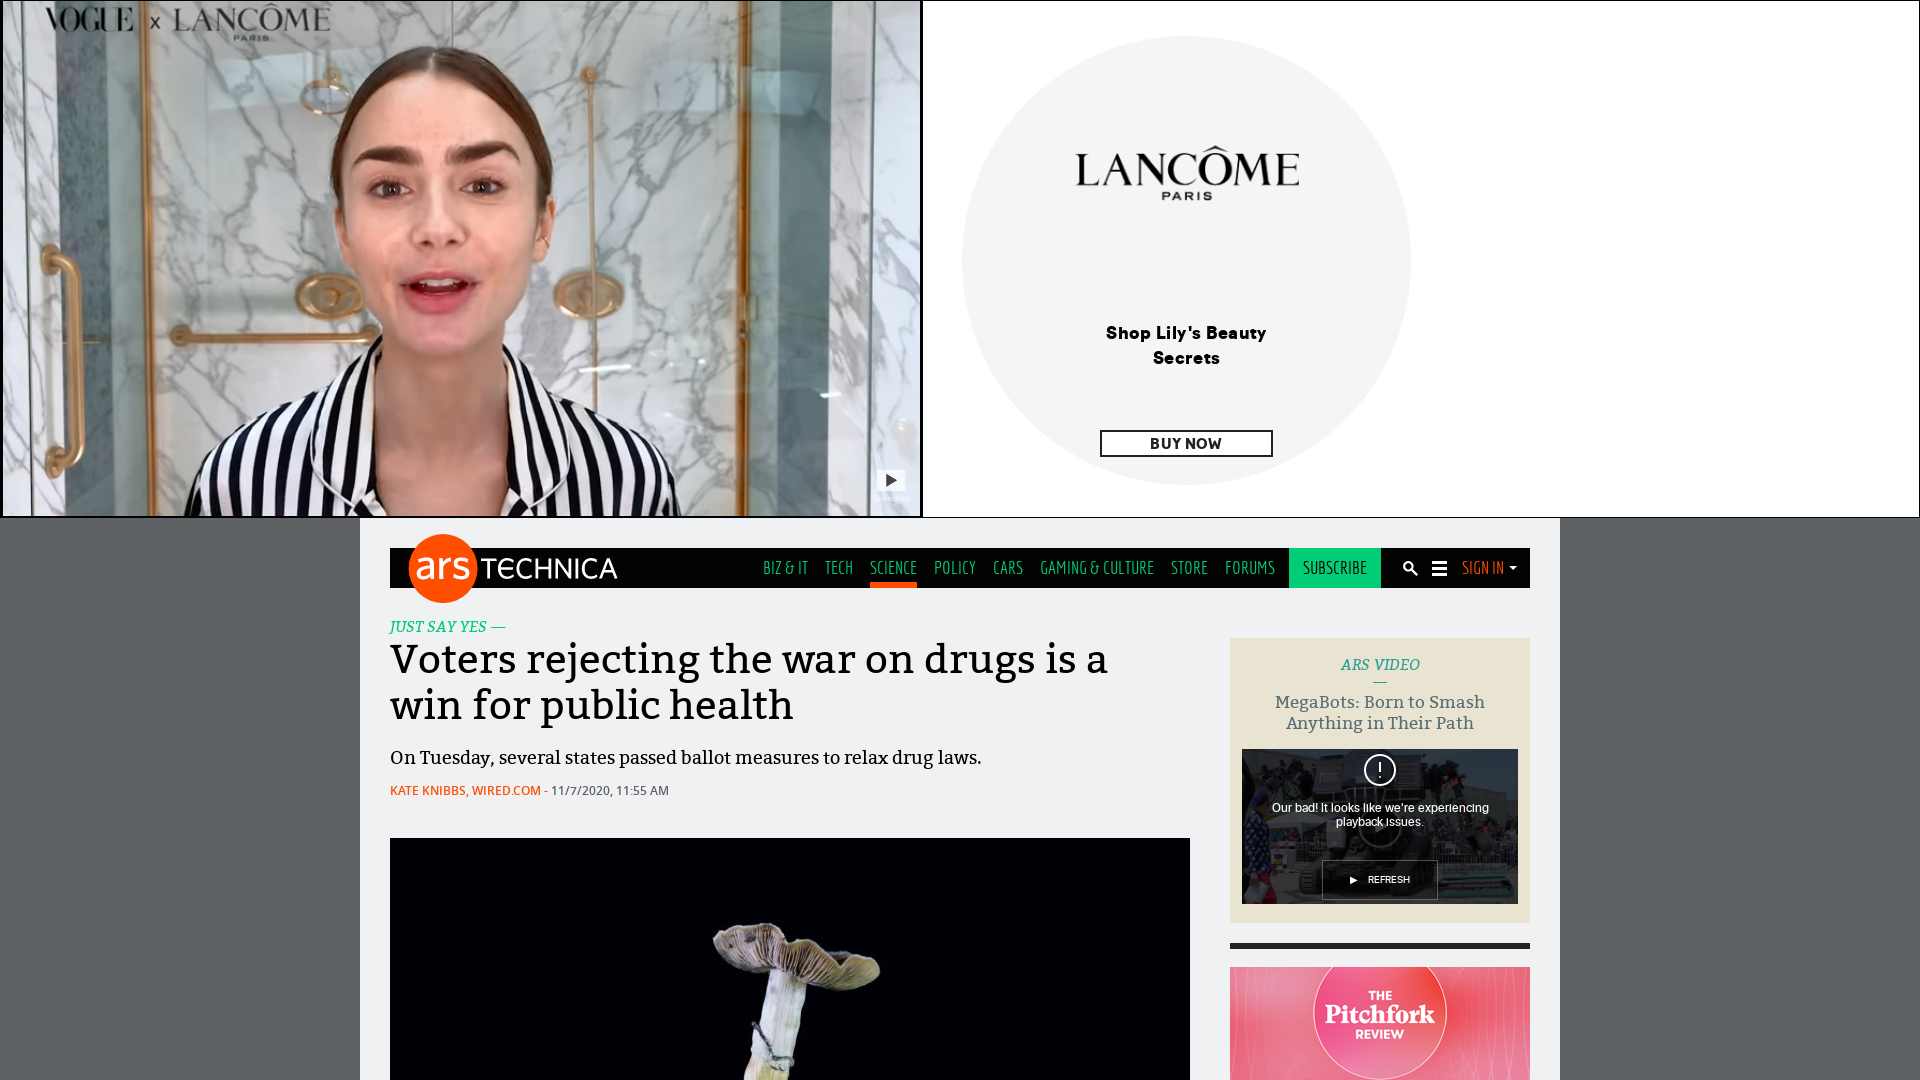 VOGUE x LANCÔME
PARIS
LANCÔME
PARIS
Shop Lily's Beauty
Secrets
BUY NOW
ars TECHNICA
BIZ & IT TECH SCIENCE POLICY CARS GAMING & CULTURE STORE FORUMS SUBSCRIBE SIGN IN
JUST SAY YES —
Voters rejecting the war on drugs is a
win for public health
On Tuesday, several states passed ballot measures to relax drug laws.
KATE KNIBBS, WIRED.COM - 11/7/2020, 11:55 AM
ARS VIDEO
MegaBots: Born to Smash
Anything in Their Path
Our bad! It looks like we're experiencing
playback issues.
REFRESH
THE
Pitchfork
REVIEW